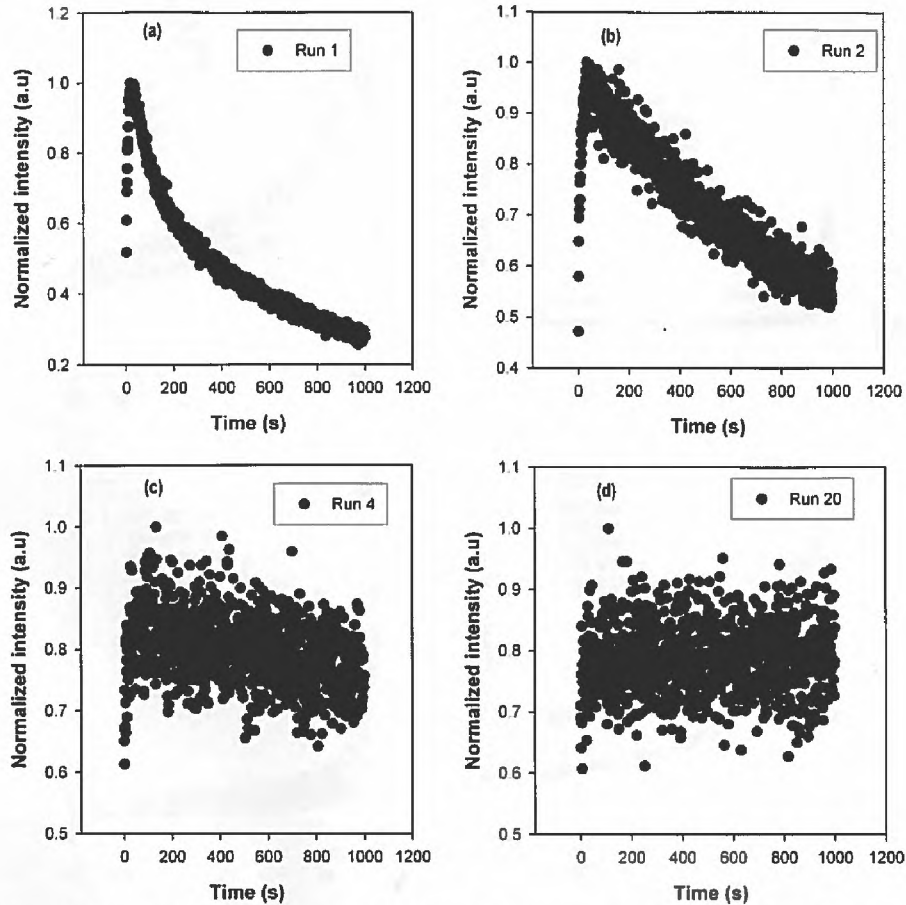 (a)
Run 1
Normalized intensity (a.u)
1.2
1.0
0.8
0.6
0.4
0.2
0 200 400 600 800 1000 1200
Time (s)
(b)
Run 2
Normalized intensity (a.u)
1.1
1.0
0.9
0.8
0.7
0.6
0.5
0.4
0 200 400 600 800 1000 1200
Time (s)
(c)
Run 4
Normalized intensity (a.u)
1.1
1.0
0.9
0.8
0.7
0.6
0.5
0 200 400 600 800 1000 1200
Time (s)
(d)
Run 20
Normalized intensity (a.u)
1.1
1.0
0.9
0.8
0.7
0.6
0.5
0 200 400 600 800 1000 1200
Time (s)